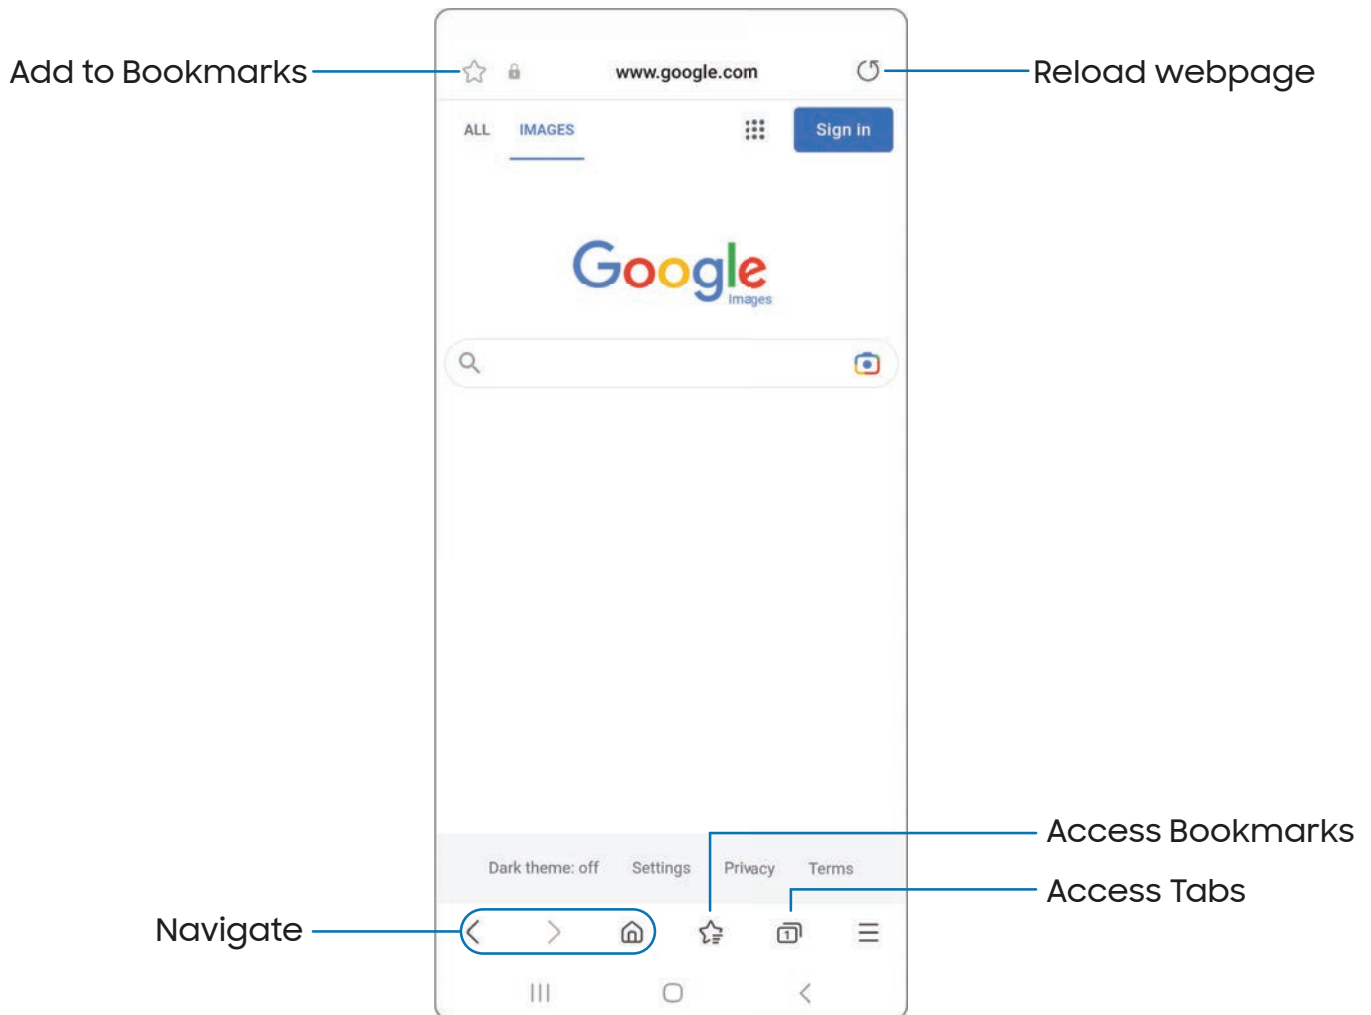 Add to Bookmarks
www.google.com
Reload webpage
ALL IMAGES
Sign in
Google
Images
Access Bookmarks
Dark theme: off Settings Privacy Terms
Access Tabs
Navigate
1